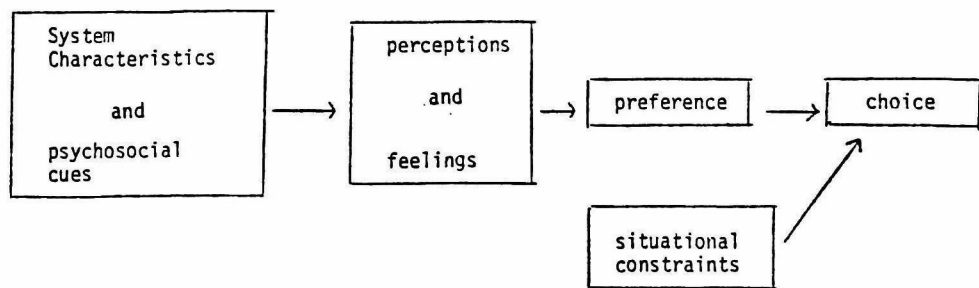 System
Characteristics
and
psychosocial
cues
perceptions
and
feelings
preference
choice
situational
constraints